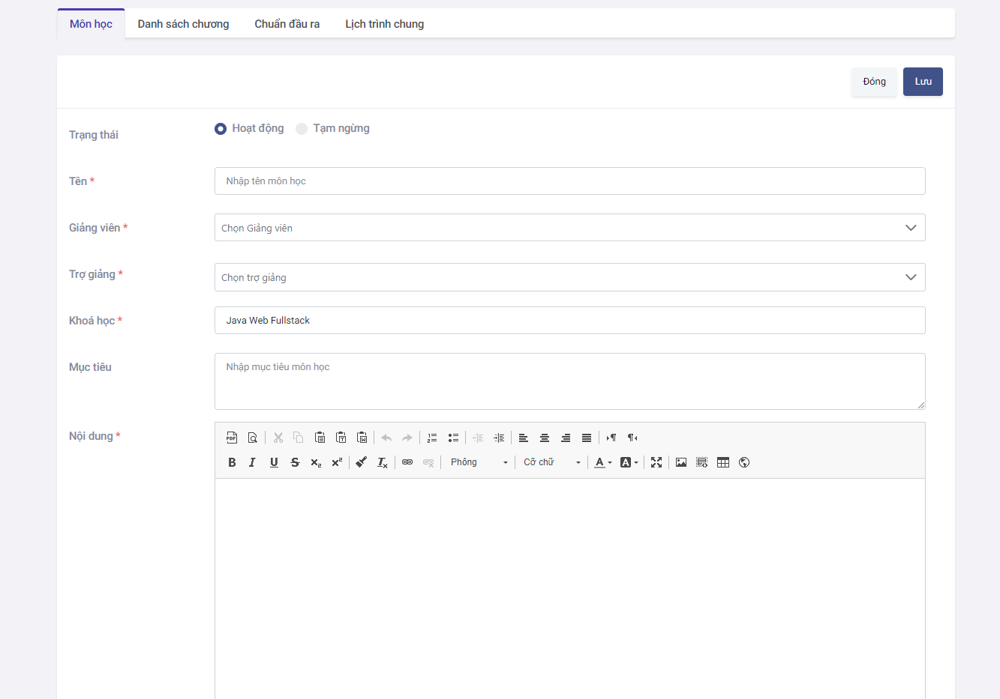 Môn học Danh sách chương Chuẩn đầu ra Lịch trình chung
Đóng Lưu
Trạng thái Hoạt động Tạm ngừng
Tên * Nhập tên môn học
Giảng viên * Chọn Giảng viên
Trợ giảng * Chọn trợ giảng
Khoá học * Java Web Fullstack
Mục tiêu Nhập mục tiêu môn học
Nội dung *
Phông Cỡ chữ